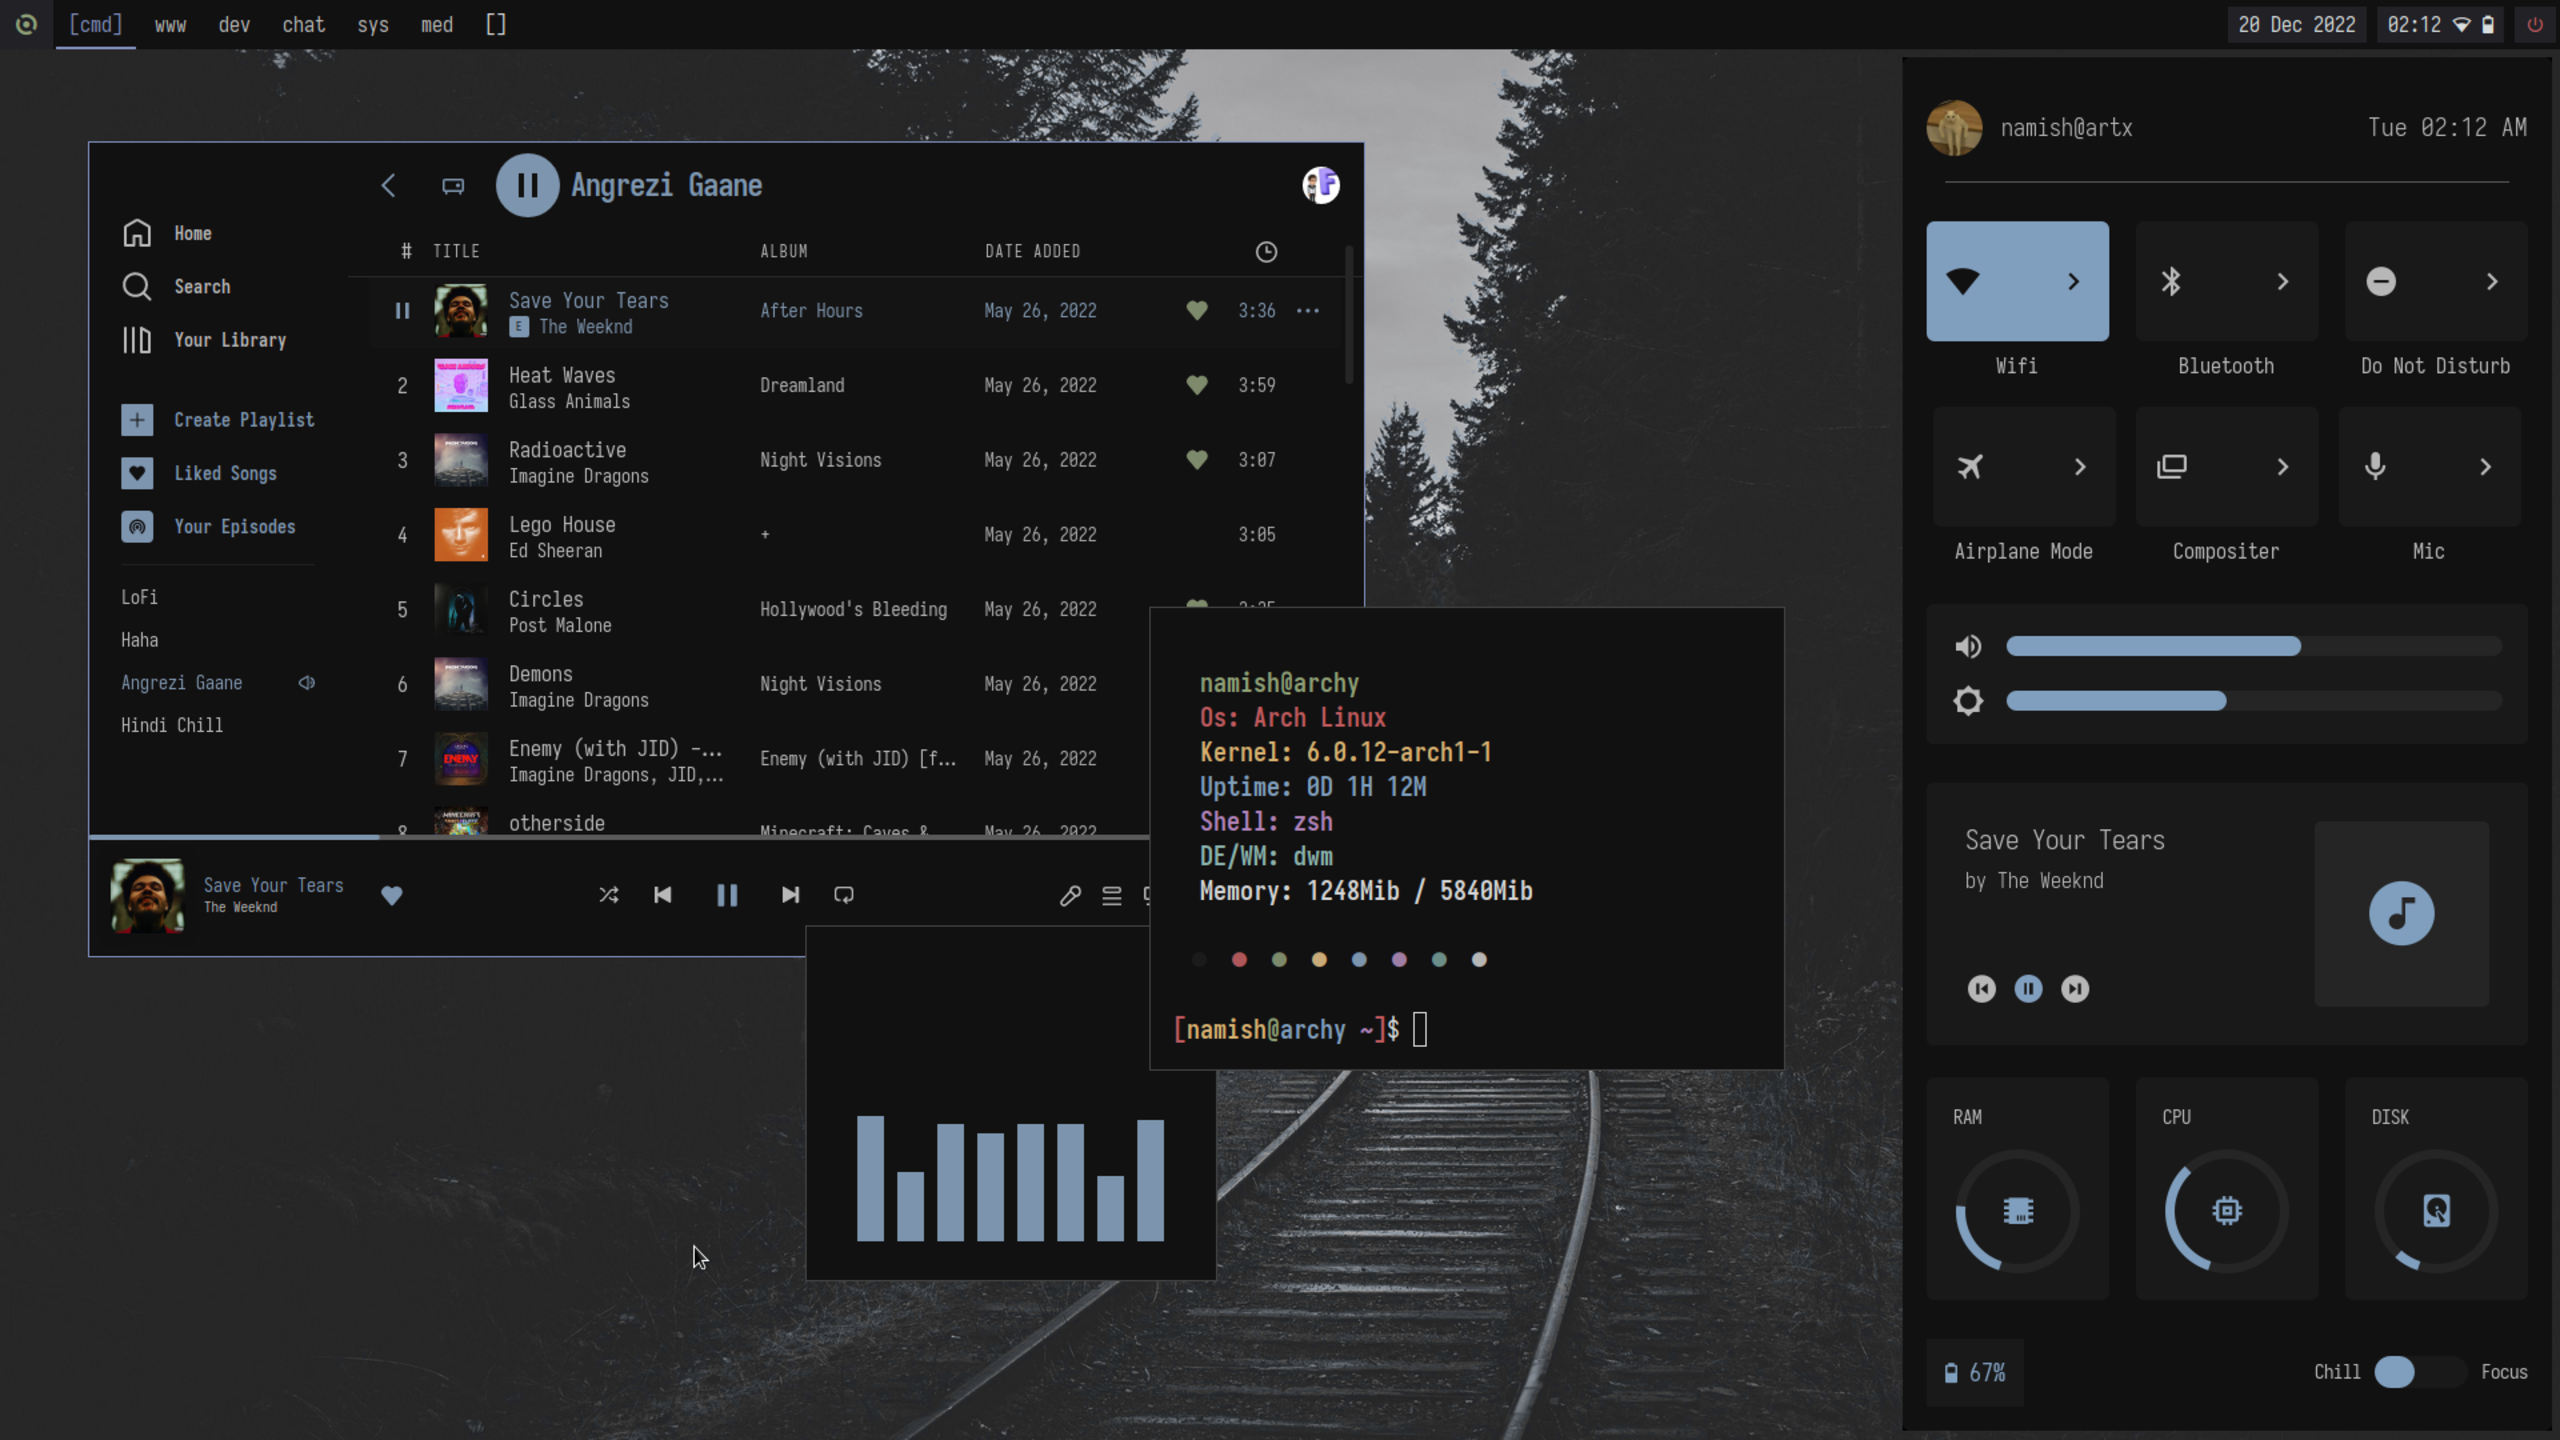 [cmd] www dev chat sys med []
20 Dec 2022 02:12
Angrezi Gaane
Home
Search
Your Library
Create Playlist
Liked Songs
Your Episodes
LoFi
Haha
Angrezi Gaane
Hindi Chill
# TITLE ALBUM DATE ADDED
Save Your Tears After Hours May 26, 2022 3:36
E The Weeknd
2 Heat Waves Dreamland May 26, 2022 3:59
Glass Animals
3 Radioactive Night Visions May 26, 2022 3:07
Imagine Dragons
4 Lego House + May 26, 2022 3:05
Ed Sheeran
5 Circles Hollywood's Bleeding May 26, 2022
Post Malone
6 Demons Night Visions May 26, 2022
Imagine Dragons
7 Enemy (with JID) -... Enemy (with JID) [f... May 26, 2022
Imagine Dragons, JID,...
ENEMY
8 otherside Minecraft: Caves & May 26, 2022
Save Your Tears
The Weeknd
namish@archy
Os: Arch Linux
Kernel: 6.0.12-arch1-1
Uptime: 0D 1H 12M
Shell: zsh
DE/WM: dwm
Memory: 1248Mib / 5840Mib
[namish@archy ~]$
namish@artx Tue 02:12 AM
Wifi Bluetooth Do Not Disturb
Airplane Mode Compositer Mic
Save Your Tears
by The Weeknd
RAM CPU DISK
67% Chill Focus